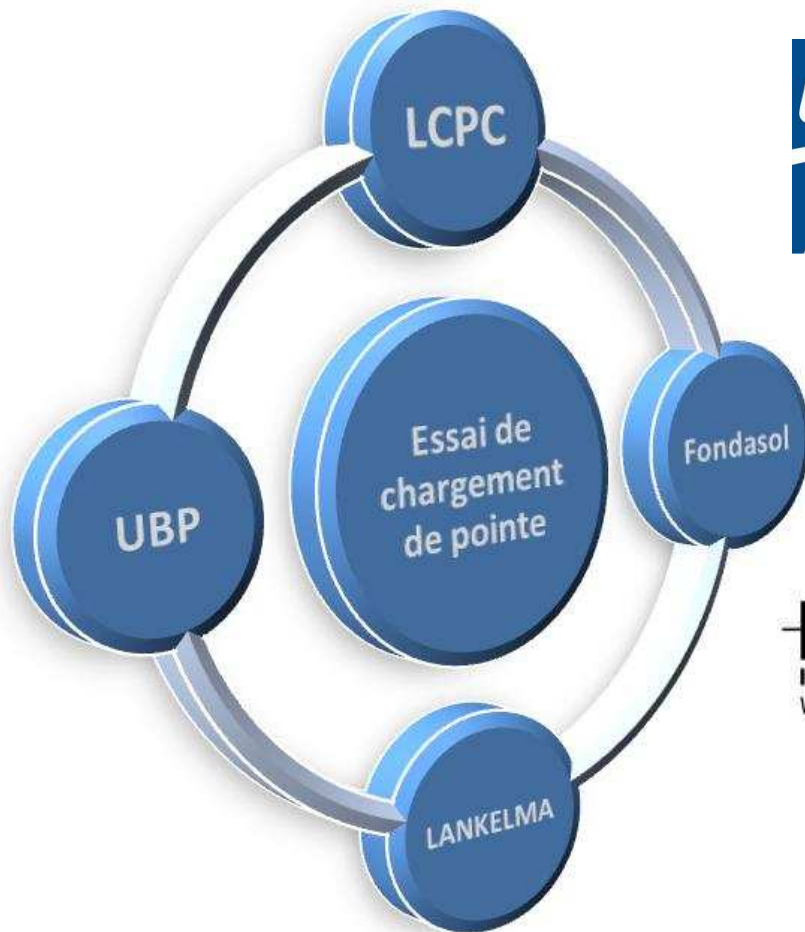 LCPC
Essai de
chargement
de pointe
Fondasol
UBP
LANKELMA